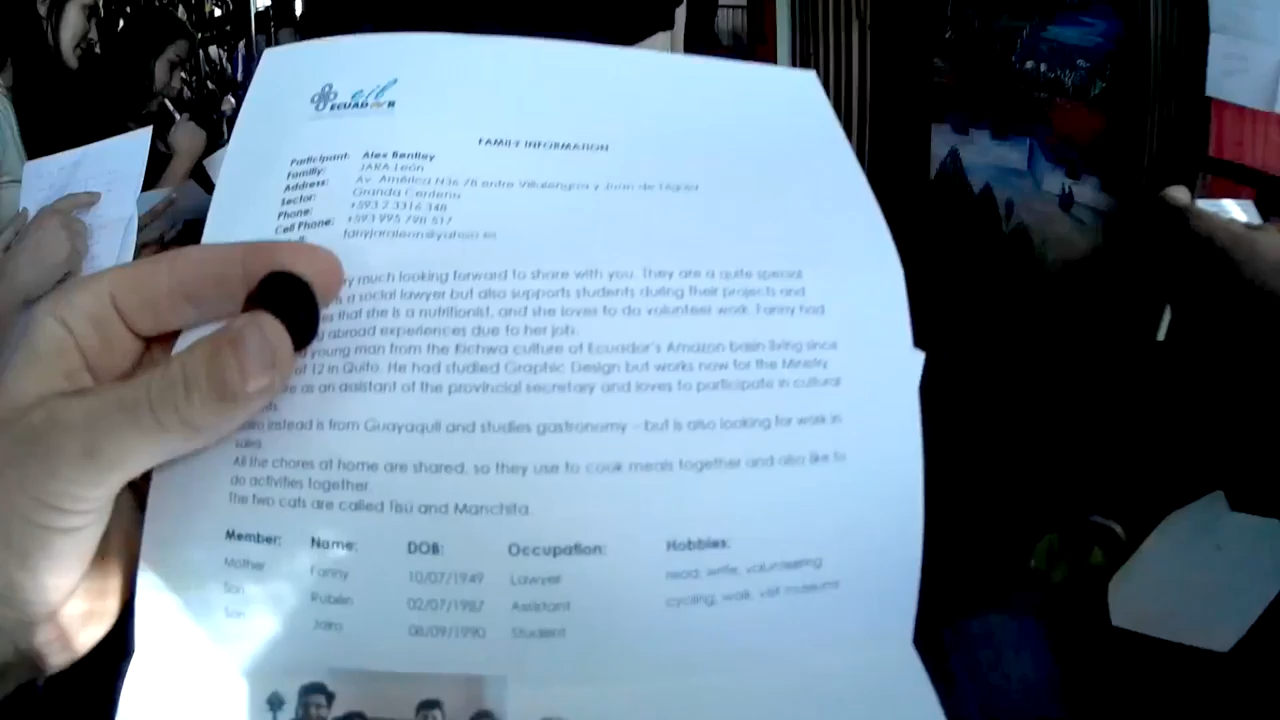 eib
ECUADOR
FAMILY INFORMATION
Participant: Alex Bentley
Family: JARA León
Address: Av. América N36 78 entre y Juan de
Sector: Granda Centeno
Phone: +593 2 3316 348
Cell Phone: +593 995 798 517
fanyjaraleon@yahoo.es
much looking forward to share with you. They are a quite special
is a social lawyer but also supports students during their projects and
that she is a nutritionist, and she loves to do volunteer work. Fanny had
abroad experiences due to her job.
young man from the Kichwa culture of Ecuador's Amazon basin living since
of 12 in Quito. He had studied Graphic Design but works now for the Ministry
as an asistant of the provincial secretary and loves to participate in cultural
instead is from Guayaquil and studies gastronomy - but is also looking for work in
sales.
All the chores at home are shared, so they use to cook meals together and also like to
do activities together.
The two cats are called Tisu and Manchita.
Member: Name: DOB: Occupation: Hobbies:
Mother Fanny 10/07/1949 Lawyer read, write, volunteering
Son Rubén 02/07/1987 Assistant cycling, walk, visit museums
Son Jairo 08/09/1990 Student